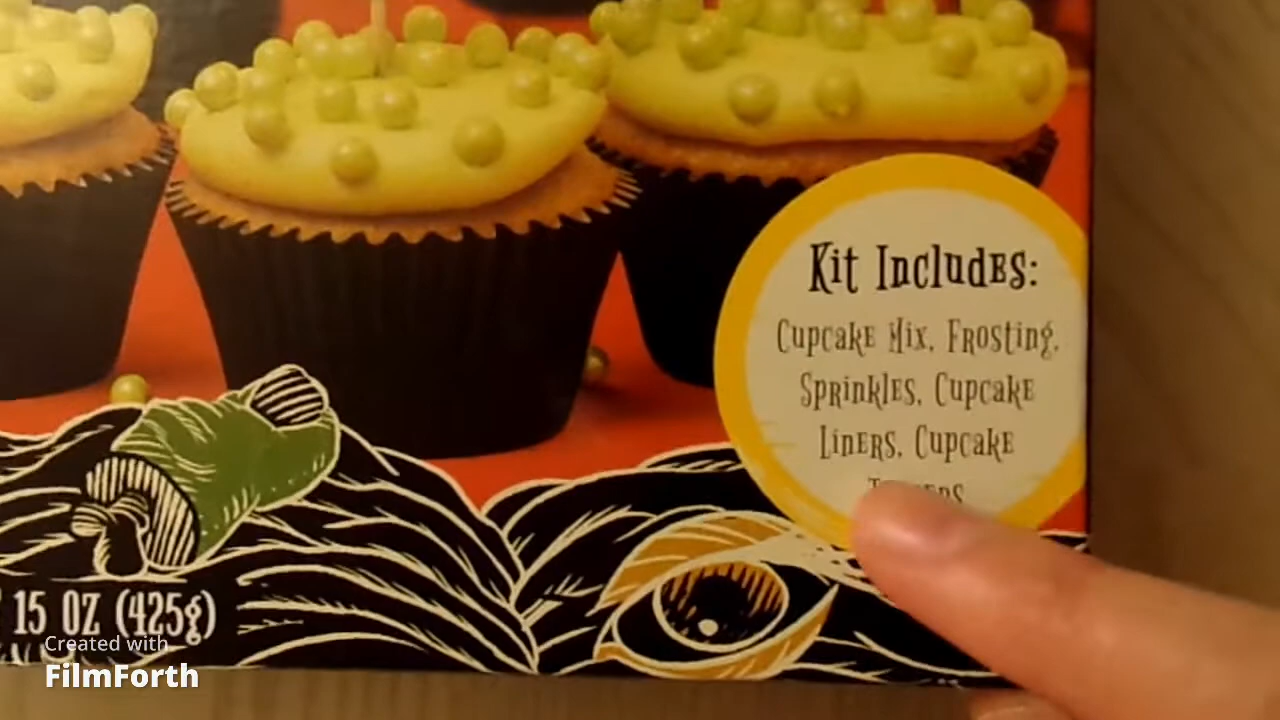 Kit Includes:
Cupcake Mix, Frosting,
Sprinkles, Cupcake
Liners, Cupcake
15 OZ (425g)
Created with
FilmForth